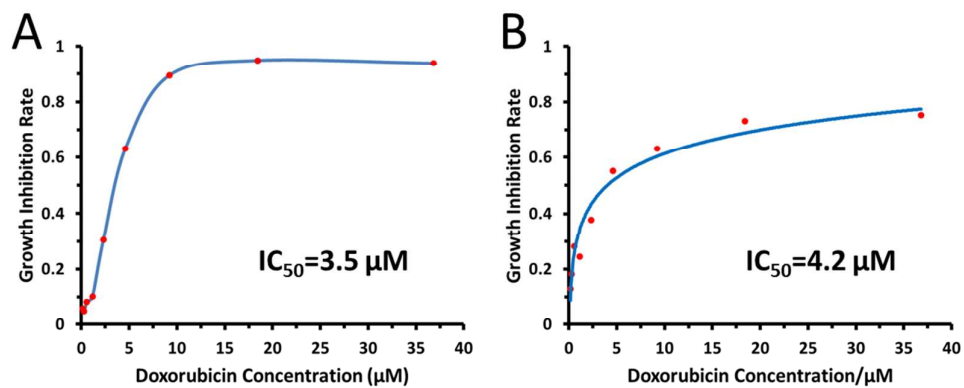 A
Growth Inhibition Rate
1
0.8
0.6
0.4
0.2
0
0 5 10 15 20 25 30 35 40
Doxorubicin Concentration (μM)
IC₅₀=3.5 μM
B
Growth Inhibition Rate
1
0.8
0.6
0.4
0.2
0
0 5 10 15 20 25 30 35 40
Doxorubicin Concentration/μM
IC₅₀=4.2 μM